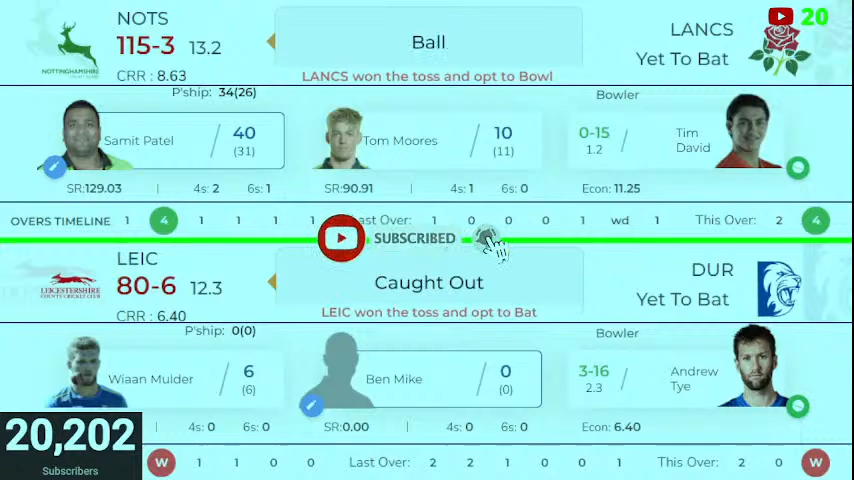 NOTS
115-3 13.2
CRR : 8.63
NOTTINGHAMSHIRE
Ball
LANCS won the toss and opt to Bowl
LANCS
Yet To Bat
20
P'ship: 34(26)
Bowler
Samit Patel 40 (31)
Tom Moores 10 (11)
0-15 1.2
Tim David
SR:129.03 4s: 2 6s: 1
SR:90.91 4s: 1 6s: 0
Econ: 11.25
OVERS TIMELINE 1 4 1 1 1 1 Last Over: 1 0 0 0 1 wd 1 This Over: 2 4
SUBSCRIBED
LEIC
80-6 12.3
CRR : 6.40
LEICESTERSHIRE
COUNTY CRICKET CLUB
Caught Out
LEIC won the toss and opt to Bat
DUR
Yet To Bat
P'ship: 0(0)
Bowler
Wiaan Mulder 6 (6)
Ben Mike 0 (0)
3-16 2.3
Andrew Tye
4s: 0 6s: 0
SR:0.00 4s: 0 6s: 0
Econ: 6.40
20,202
Subscribers
W 1 1 0 0 Last Over: 2 2 1 0 0 1 This Over: 2 0 W